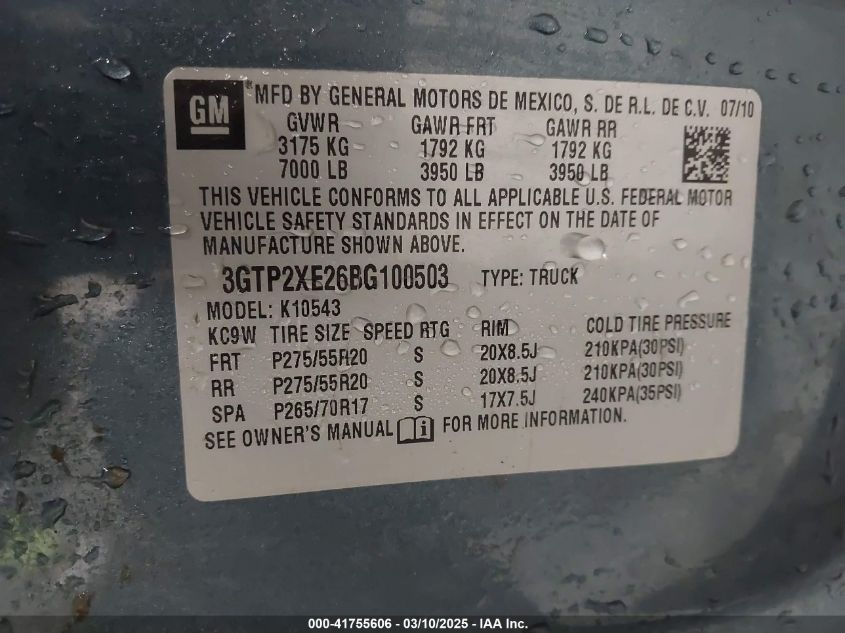 GM
*MFD BY GENERAL MOTORS DE MEXICO, S. DE R.L. DE C.V. 07/10
GVWR GAWR FRT GAWR RR
3175 KG 1792 KG 1792 KG
7000 LB 3950 LB 3950 LB
THIS VEHICLE CONFORMS TO ALL APPLICABLE U.S. FEDERAL MOTOR
VEHICLE SAFETY STANDARDS IN EFFECT ON THE DATE OF
MANUFACTURE SHOWN ABOVE.
3GTP2XE26BG100503 TYPE: TRUCK
MODEL: K10543
KC9W TIRE SIZE SPEED RTG RIM COLD TIRE PRESSURE
FRT P275/55R20 S 20X8.5J 210KPA(30PSI)
RR P275/55R20 S 20X8.5J 210KPA(30PSI)
SPA P265/70R17 S 17X7.5J 240KPA(35PSI)
SEE OWNER'S MANUAL i FOR MORE INFORMATION.
000-41755606 - 03/10/2025 - IAA Inc.